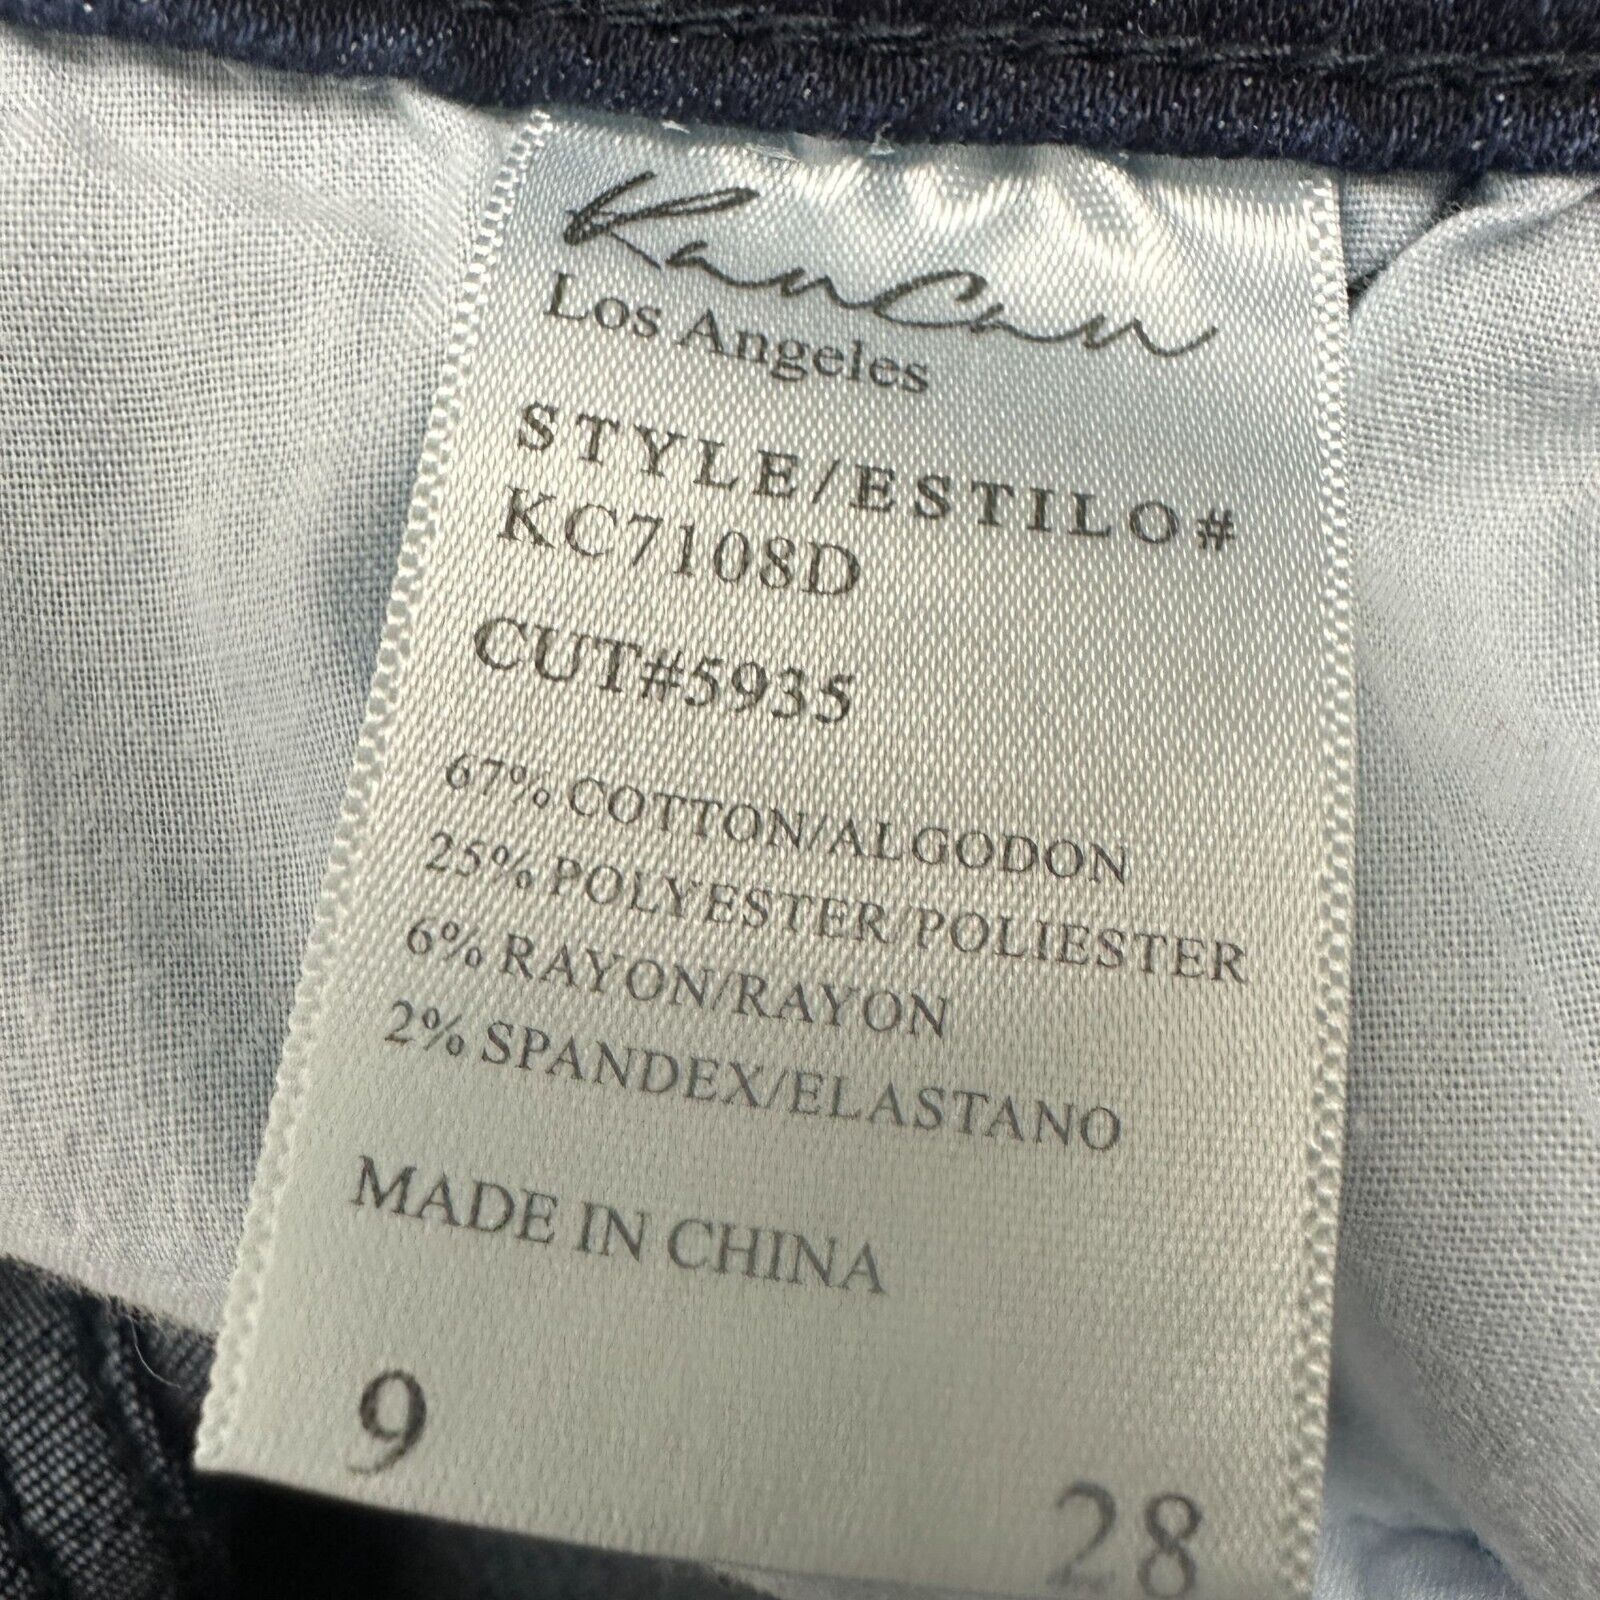 KanCan
Los Angeles
STYLE/ESTILO#
KC7108D
CUT#5935
67% COTTON/ALGODON
25% POLYESTER/POLIESTER
6% RAYON/RAYON
2% SPANDEX/ELASTANO
MADE IN CHINA
9 28